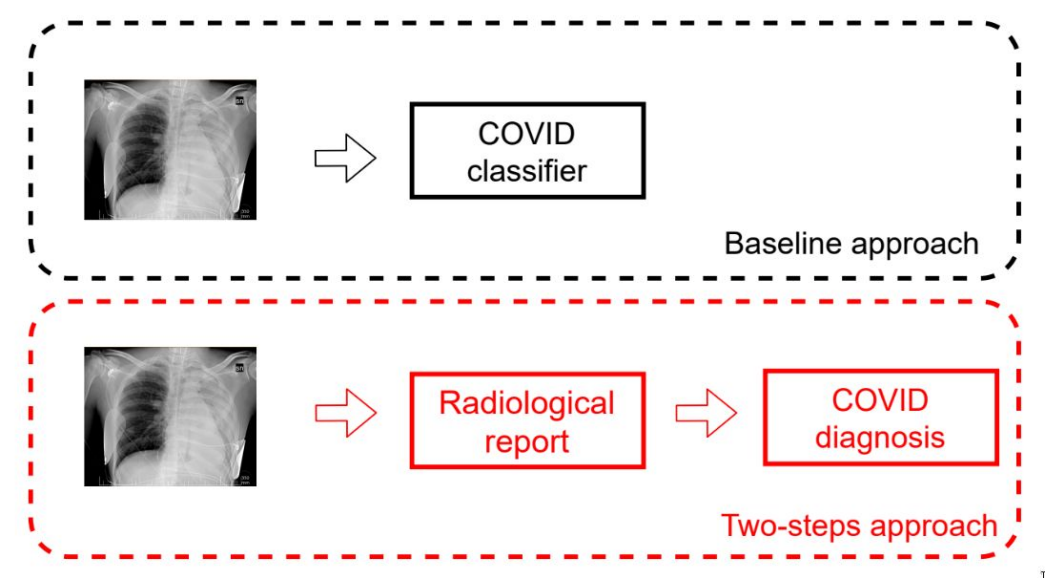 COVID
classifier
Baseline approach
Radiological
report
COVID
diagnosis
Two-steps approach